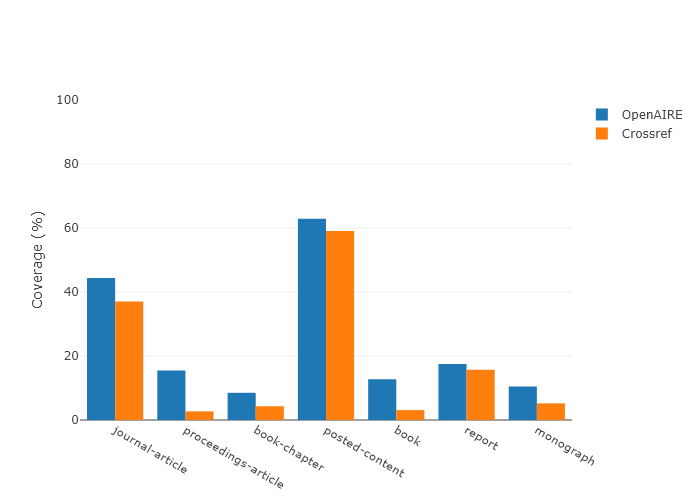 100
80
60
40
20
0
Coverage (%)
journal-article
proceedings-article
book-chapter
posted-content
book
report
monograph
OpenAIRE
Crossref